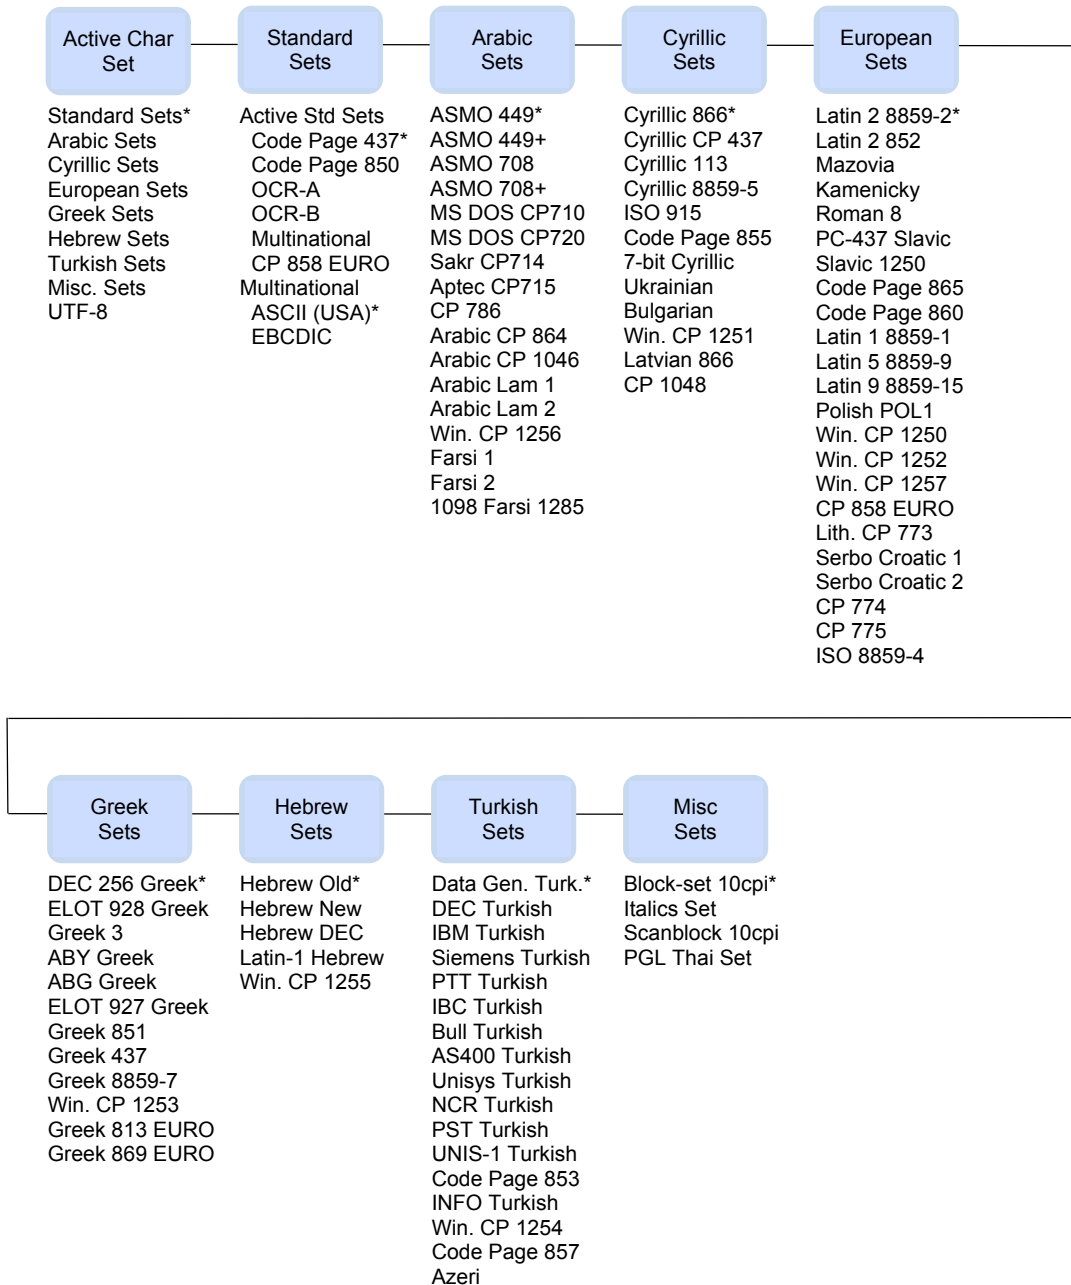 Active Char
Set
Standard Sets*
Arabic Sets
Cyrillic Sets
European Sets
Greek Sets
Hebrew Sets
Turkish Sets
Misc. Sets
UTF-8
Standard
Sets
Active Std Sets
Code Page 437*
Code Page 850
OCR-A
OCR-B
Multinational
CP 858 EURO
Multinational
ASCII (USA)*
EBCDIC
Arabic
Sets
ASMO 449*
ASMO 449+
ASMO 708
ASMO 708+
MS DOS CP710
MS DOS CP720
Sakr CP714
Aptec CP715
CP 786
Arabic CP 864
Arabic CP 1046
Arabic Lam 1
Arabic Lam 2
Win. CP 1256
Farsi 1
Farsi 2
1098 Farsi 1285
Cyrillic
Sets
Cyrillic 866*
Cyrillic CP 437
Cyrillic 113
Cyrillic 8859-5
ISO 915
Code Page 855
7-bit Cyrillic
Ukrainian
Bulgarian
Win. CP 1251
Latvian 866
CP 1048
European
Sets
Latin 2 8859-2*
Latin 2 852
Mazovia
Kamenicky
Roman 8
PC-437 Slavic
Slavic 1250
Code Page 865
Code Page 860
Latin 1 8859-1
Latin 5 8859-9
Latin 9 8859-15
Polish POL1
Win. CP 1250
Win. CP 1252
Win. CP 1257
CP 858 EURO
Lith. CP 773
Serbo Croatic 1
Serbo Croatic 2
CP 774
CP 775
ISO 8859-4
Greek
Sets
DEC 256 Greek*
ELOT 928 Greek
Greek 3
ABY Greek
ABG Greek
ELOT 927 Greek
Greek 851
Greek 437
Greek 8859-7
Win. CP 1253
Greek 813 EURO
Greek 869 EURO
Hebrew
Sets
Hebrew Old*
Hebrew New
Hebrew DEC
Latin-1 Hebrew
Win. CP 1255
Turkish
Sets
Data Gen. Turk.*
DEC Turkish
IBM Turkish
Siemens Turkish
PTT Turkish
IBC Turkish
Bull Turkish
AS400 Turkish
Unisys Turkish
NCR Turkish
PST Turkish
UNIS-1 Turkish
Code Page 853
INFO Turkish
Win. CP 1254
Code Page 857
Azeri
Misc
Sets
Block-set 10cpi*
Italics Set
Scanblock 10cpi
PGL Thai Set